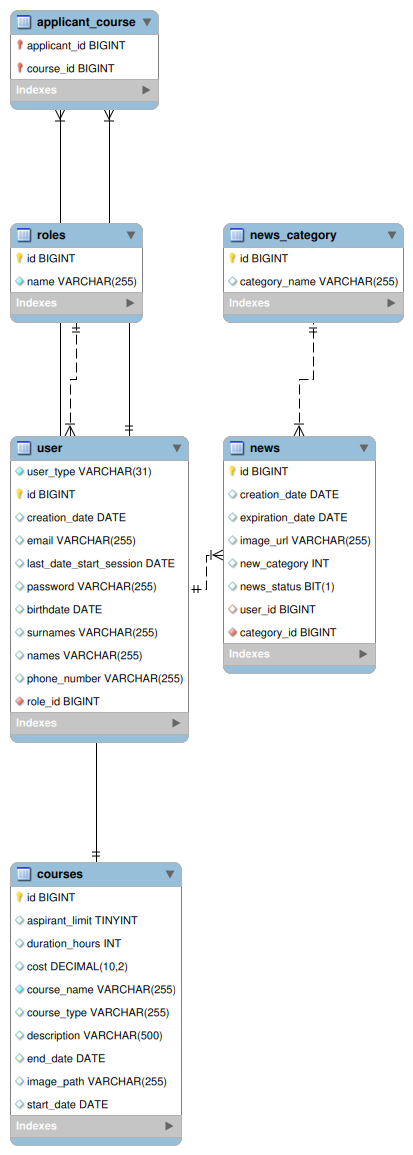 applicant_course
applicant_id BIGINT
course_id BIGINT
Indexes
roles
id BIGINT
name VARCHAR(255)
Indexes
news_category
id BIGINT
category_name VARCHAR(255)
Indexes
user
user_type VARCHAR(31)
id BIGINT
creation_date DATE
email VARCHAR(255)
last_date_start_session DATE
password VARCHAR(255)
birthdate DATE
surnames VARCHAR(255)
names VARCHAR(255)
phone_number VARCHAR(255)
role_id BIGINT
Indexes
news
id BIGINT
creation_date DATE
expiration_date DATE
image_url VARCHAR(255)
new_category INT
news_status BIT(1)
user_id BIGINT
category_id BIGINT
Indexes
courses
id BIGINT
aspirant_limit TINYINT
duration_hours INT
cost DECIMAL(10,2)
course_name VARCHAR(255)
course_type VARCHAR(255)
description VARCHAR(500)
end_date DATE
image_path VARCHAR(255)
start_date DATE
Indexes